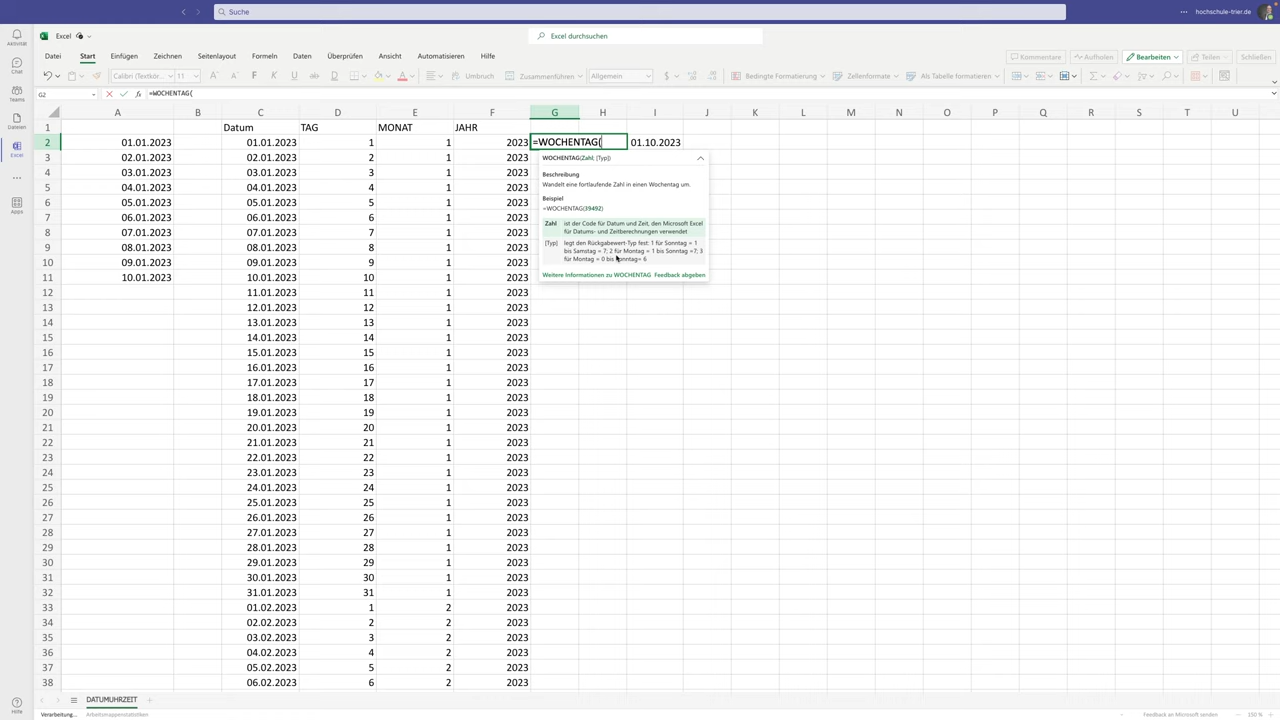 Suche
hochschule-trier.de
Aktivität
Chat
Teams
Dateien
Excel
Apps
Hilfe
Excel
Excel durchsuchen
Datei Start Einfügen Zeichnen Seitenlayout Formeln Daten Überprüfen Ansicht Automatisieren Hilfe
Kommentare Aufholen Bearbeiten Teilen Schließen
Calibri (Textkör... 11 Umbruch Zusammenführen Allgemein Bedingte Formatierung Zellenformate Als Tabelle formatieren
G2 fx =WOCHENTAG(
A B C D E F G H I J K L M N O P Q R S T U
1 Datum TAG MONAT JAHR
2 01.01.2023 01.01.2023 1 1 2023 =WOCHENTAG( 01.10.2023
3 02.01.2023 02.01.2023 2 1 2023
4 03.01.2023 03.01.2023 3 1 2023
5 04.01.2023 04.01.2023 4 1 2023
6 05.01.2023 05.01.2023 5 1 2023
7 06.01.2023 06.01.2023 6 1 2023
8 07.01.2023 07.01.2023 7 1 2023
9 08.01.2023 08.01.2023 8 1 2023
10 09.01.2023 09.01.2023 9 1 2023
11 10.01.2023 10.01.2023 10 1 2023
12 11.01.2023 11 1 2023
13 12.01.2023 12 1 2023
14 13.01.2023 13 1 2023
15 14.01.2023 14 1 2023
16 15.01.2023 15 1 2023
17 16.01.2023 16 1 2023
18 17.01.2023 17 1 2023
19 18.01.2023 18 1 2023
20 19.01.2023 19 1 2023
21 20.01.2023 20 1 2023
22 21.01.2023 21 1 2023
23 22.01.2023 22 1 2023
24 23.01.2023 23 1 2023
25 24.01.2023 24 1 2023
26 25.01.2023 25 1 2023
27 26.01.2023 26 1 2023
28 27.01.2023 27 1 2023
29 28.01.2023 28 1 2023
30 29.01.2023 29 1 2023
31 30.01.2023 30 1 2023
32 31.01.2023 31 1 2023
33 01.02.2023 1 2 2023
34 02.02.2023 2 2 2023
35 03.02.2023 3 2 2023
36 04.02.2023 4 2 2023
37 05.02.2023 5 2 2023
38 06.02.2023 6 2 2023
WOCHENTAG(Zahl; [Typ])
Beschreibung
Wandelt eine fortlaufende Zahl in einen Wochentag um.
Beispiel
=WOCHENTAG(39492)
Zahl ist der Code für Datum und Zeit, den Microsoft Excel
für Datums- und Zeitberechnungen verwendet
[Typ] legt den Rückgabewert-Typ fest: 1 für Sonntag = 1
bis Samstag = 7; 2 für Montag = 1 bis Sonntag =7; 3
für Montag = 0 bis Sonntag= 6
Weitere Informationen zu WOCHENTAG Feedback abgeben
DATUMUHRZEIT
Verarbeitung... Arbeitsmappenstatistiken Feedback an Microsoft senden 150 %